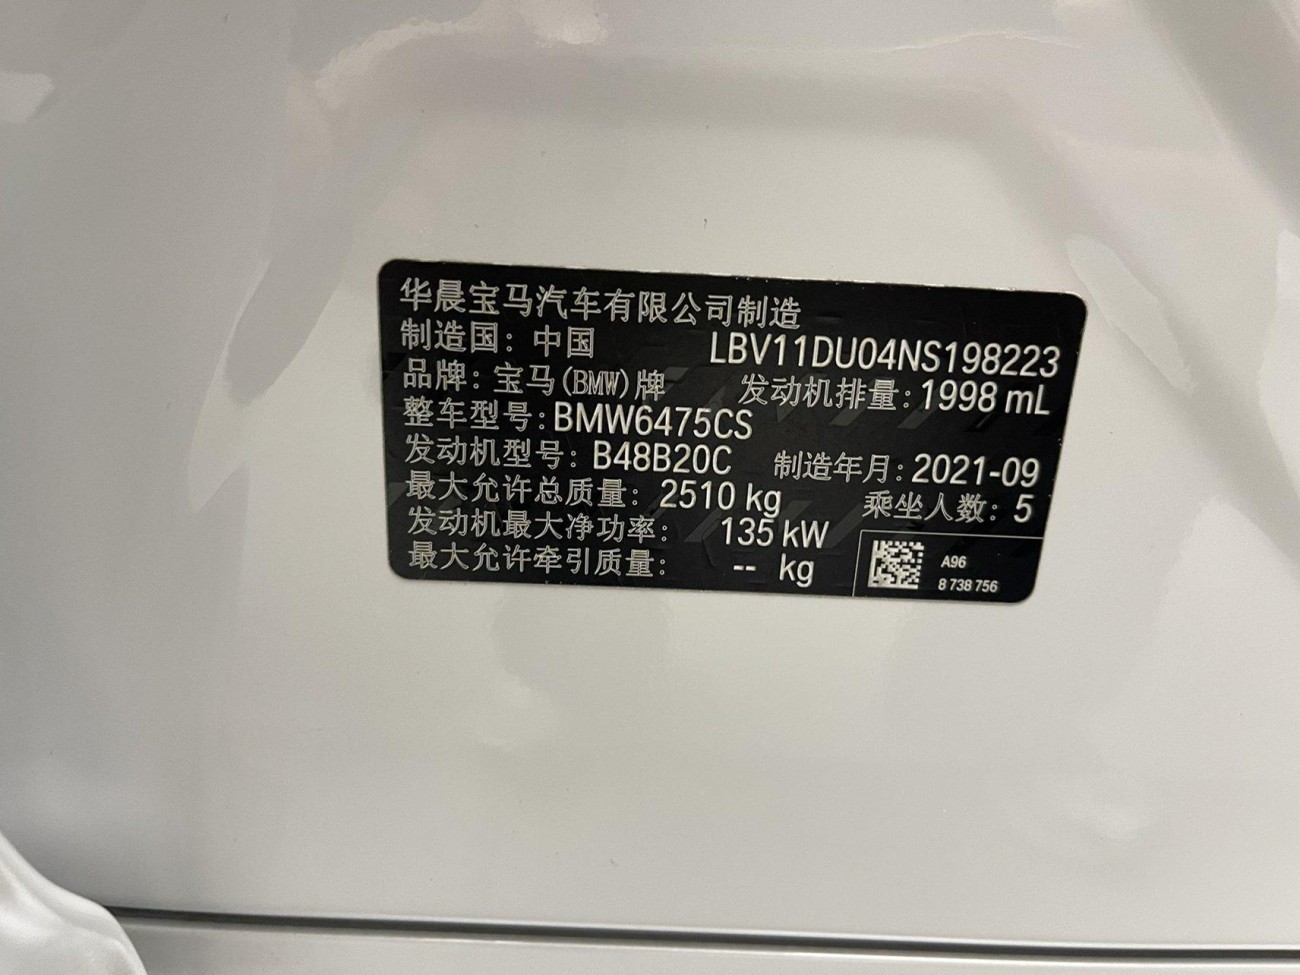 华晨宝马汽车有限公司制造
制造国：中国 LBV11DU04NS198223
品牌：宝马(BMW)牌 发动机排量：1998 mL
整车型号：BMW6475CS
发动机型号：B48B20C 制造年月：2021-09
最大允许总质量：2510 kg 乘坐人数：5
发动机最大净功率：135 kW
最大允许牵引质量：-- kg
A96
8 738 756